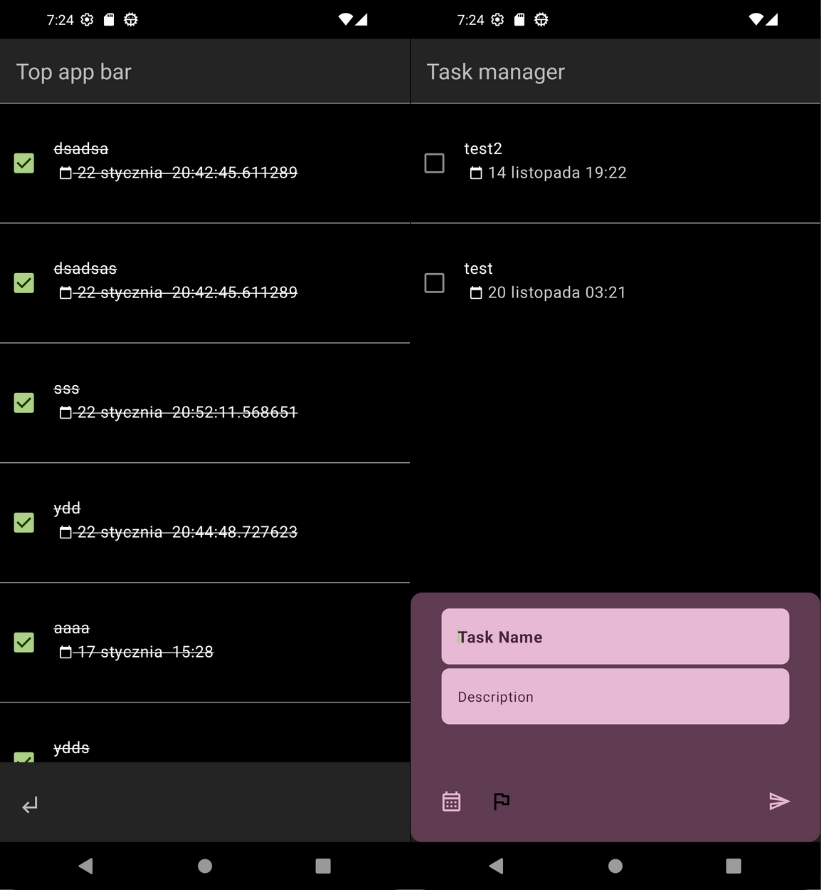 7:24
Top app bar
dsadsa
22 stycznia 20:42:45.611289
dsadsas
22 stycznia 20:42:45.611289
sss
22 stycznia 20:52:11.568651
ydd
22 stycznia 20:44:48.727623
aaaa
17 stycznia 15:28
ydds
7:24
Task manager
test2
14 listopada 19:22
test
20 listopada 03:21
Task Name
Description